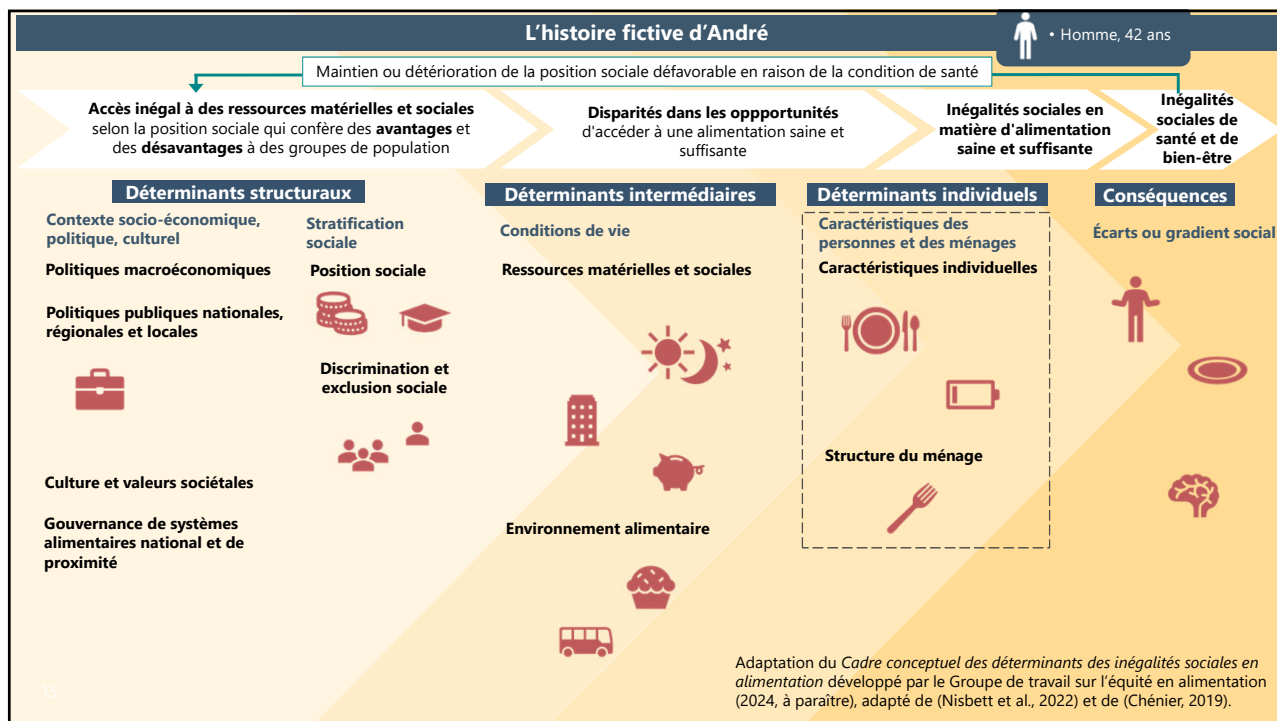 L'histoire fictive d'André
• Homme, 42 ans
Maintien ou détérioration de la position sociale défavorable en raison de la condition de santé
Accès inégal à des ressources matérielles et sociales
selon la position sociale qui confère des avantages et
des désavantages à des groupes de population
Disparités dans les oppportunités
d'accéder à une alimentation saine et
suffisante
Inégalités sociales en
matière d'alimentation
saine et suffisante
Inégalités
sociales de
santé et de
bien-être
Déterminants structuraux
Contexte socio-économique,
politique, culturel
Politiques macroéconomiques
Politiques publiques nationales,
régionales et locales
Culture et valeurs sociétales
Gouvernance de systèmes
alimentaires national et de
proximité
Stratification
sociale
Position sociale
Discrimination et
exclusion sociale
Déterminants intermédiaires
Conditions de vie
Ressources matérielles et sociales
Environnement alimentaire
Déterminants individuels
Caractéristiques des
personnes et des ménages
Caractéristiques individuelles
Structure du ménage
Conséquences
Écarts ou gradient social
Adaptation du Cadre conceptuel des déterminants des inégalités sociales en
alimentation développé par le Groupe de travail sur l'équité en alimentation
(2024, à paraître), adapté de (Nisbett et al., 2022) et de (Chénier, 2019).
15